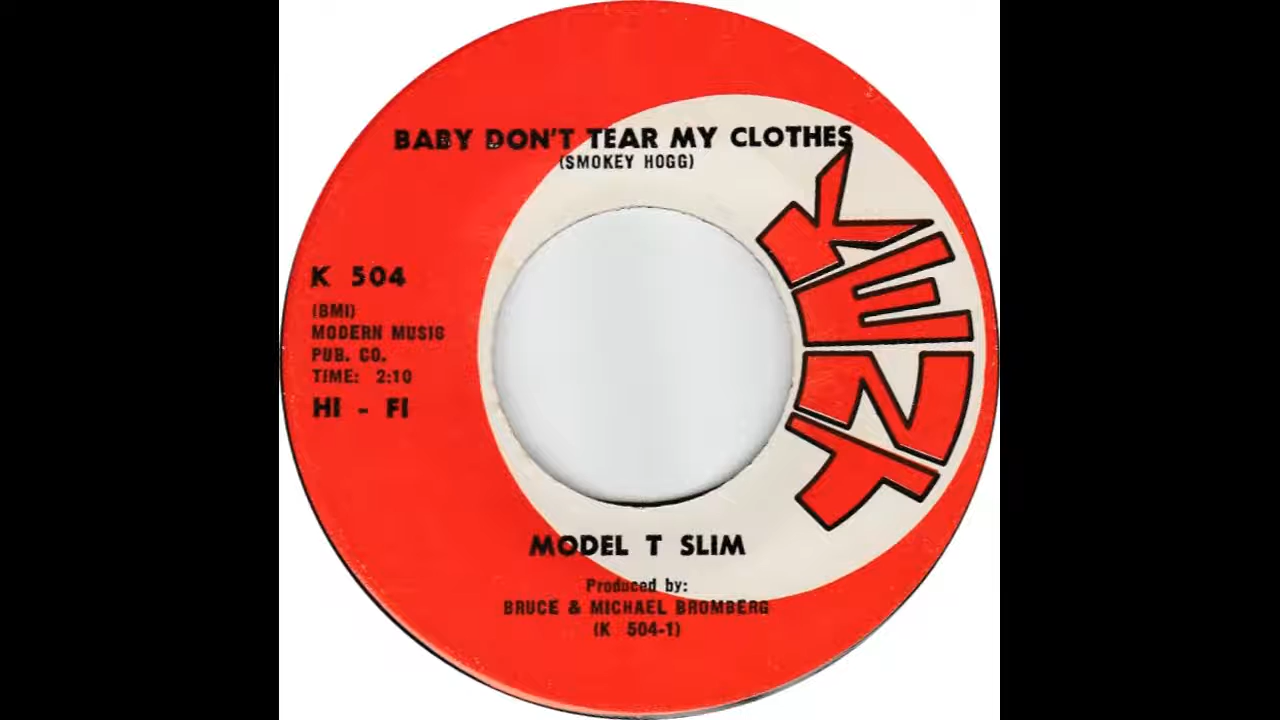 BABY DON'T TEAR MY CLOTHES
(SMOKEY HOGG)
KEZY
K 504
(BMI)
MODERN MUSIC
PUB. CO.
TIME: 2:10
HI - FI
MODEL T SLIM
Produced by:
BRUCE & MICHAEL BROMBERG
(K 504-1)